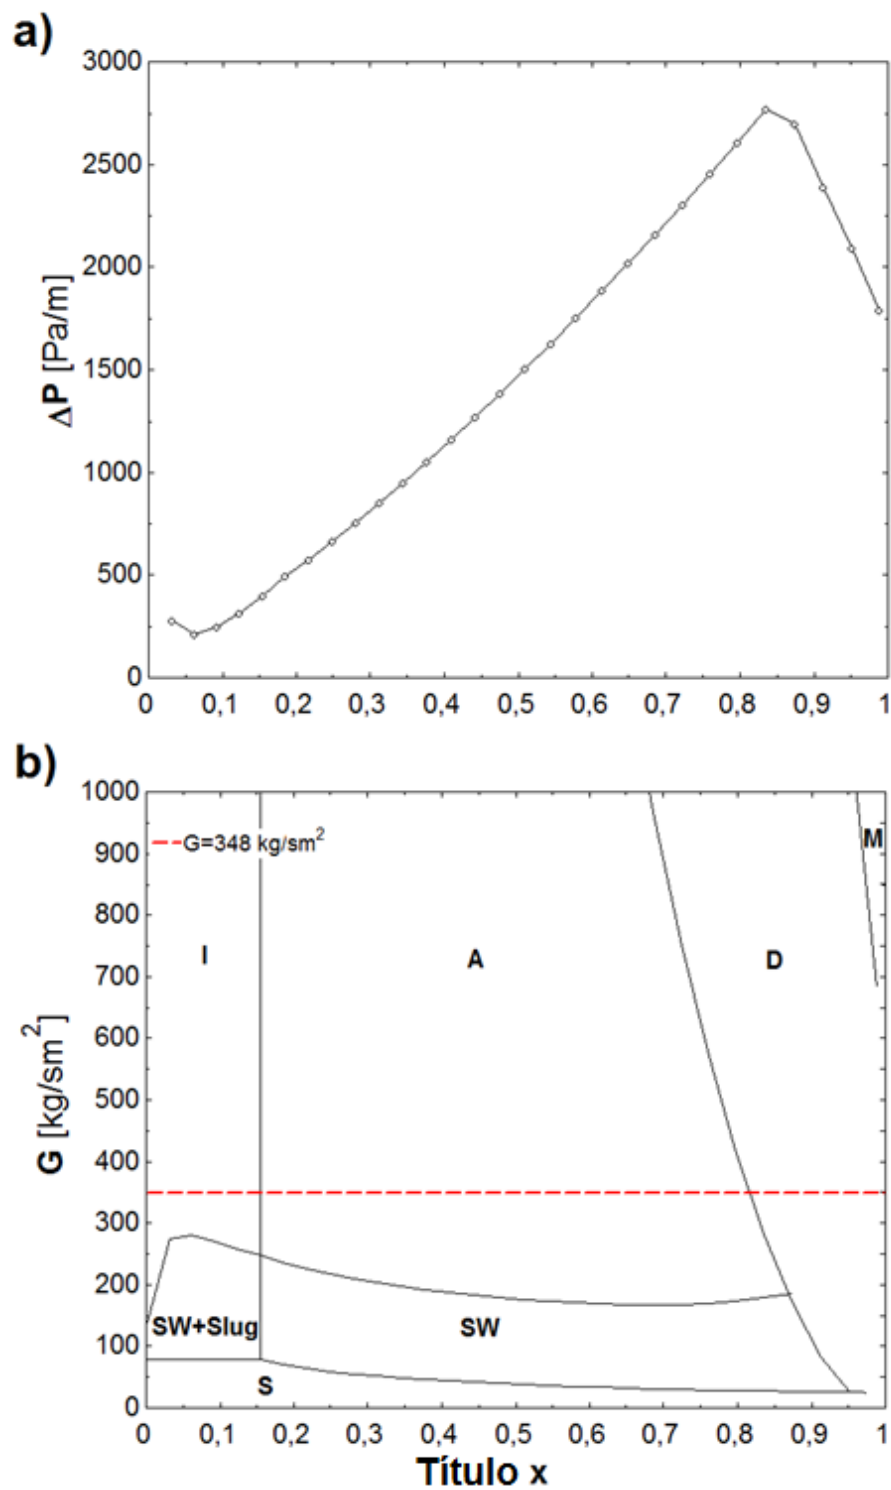 a)
3000
2500
2000
1500
1000
500
0
ΔP [Pa/m]
0 0,1 0,2 0,3 0,4 0,5 0,6 0,7 0,8 0,9 1
b)
1000
900
800
700
600
500
400
300
200
100
0
G [kg/sm²]
G=348 kg/sm²
M
I
A
D
SW+Slug
SW
S
0 0,1 0,2 0,3 0,4 0,5 0,6 0,7 0,8 0,9 1
Título x